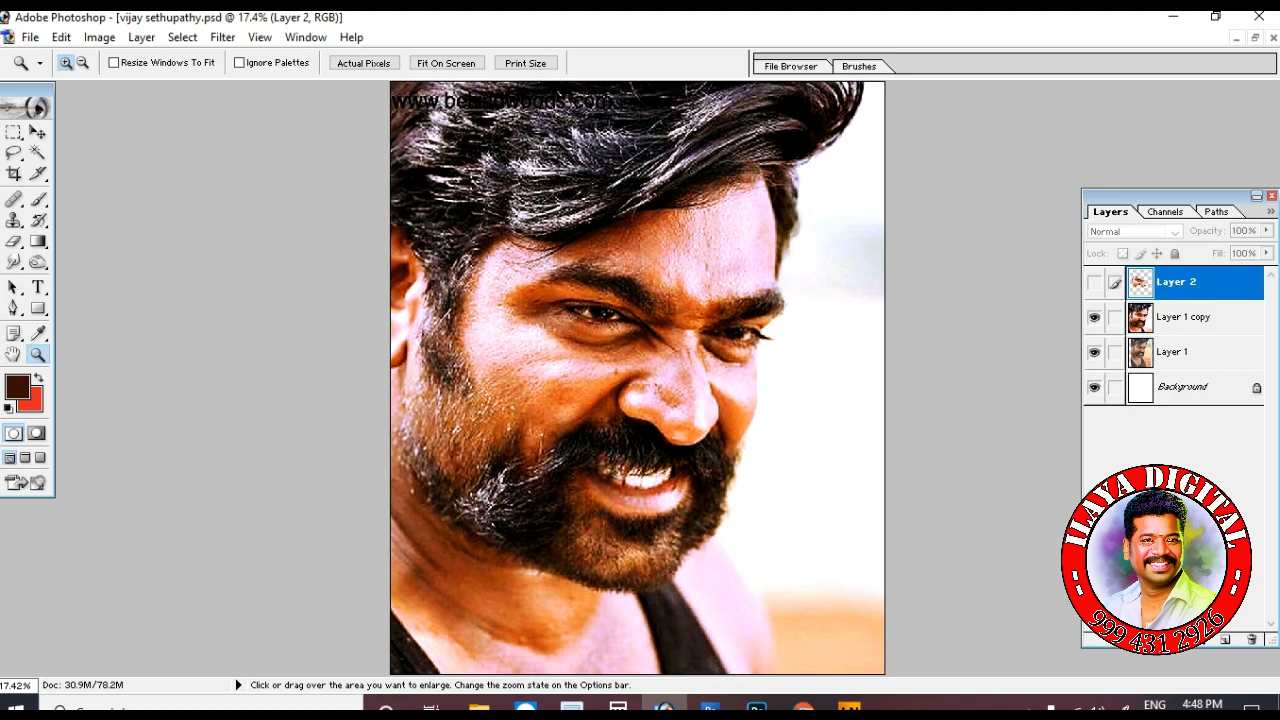 Adobe Photoshop - [vijay sethupathy.psd @ 17.4% (Layer 2, RGB)]
File Edit Image Layer Select Filter View Window Help
Resize Windows To Fit Ignore Palettes Actual Pixels Fit On Screen Print Size File Browser Brushes
Layers Channels Paths
Normal Opacity: 100%
Lock: Fill: 100%
Layer 2
Layer 1 copy
Layer 1
Background
ILAYA DIGITAL
999 431 2926
17.42% Doc: 30.9M/78.2M Click or drag over the area you want to enlarge. Change the zoom state on the Options bar.
ENG 4:48 PM